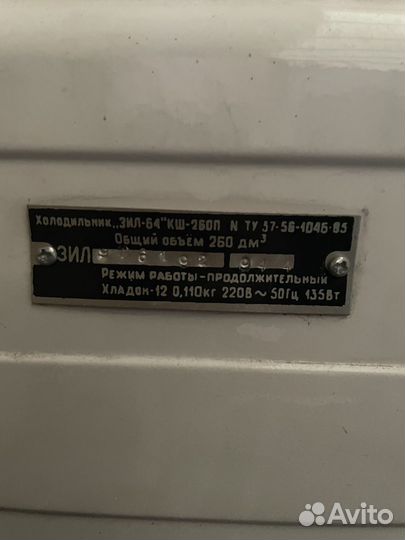 Холодильник „ЗИЛ-64" КШ-260П N ТУ 37-56-1046-85
Общий объем 260 дм³
ЗИЛ
Режим работы-продолжительный
Хладон-12 0,110кг 220В ~ 50Гц 135Вт
Avito